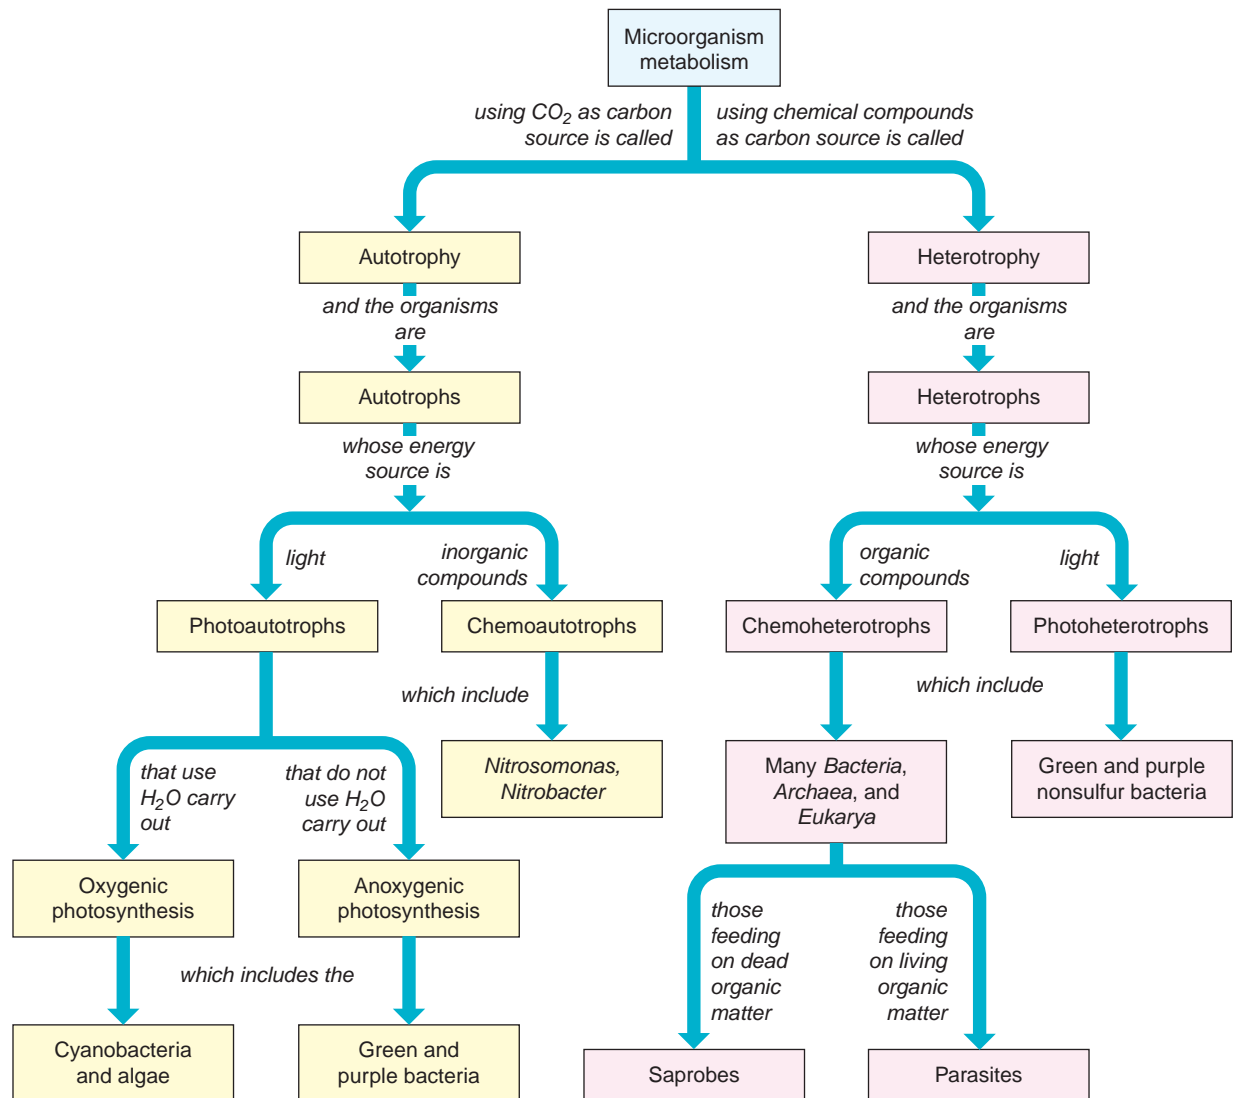 Microorganism
metabolism
using CO₂ as carbon
source is called
using chemical compounds
as carbon source is called
Autotrophy
Heterotrophy
and the organisms
are
and the organisms
are
Autotrophs
Heterotrophs
whose energy
source is
whose energy
source is
light
inorganic
compounds
organic
compounds
light
Photoautotrophs
Chemoautotrophs
Chemoheterotrophs
Photoheterotrophs
which include
which include
that use
H₂O carry
out
that do not
use H₂O
carry out
Nitrosomonas,
Nitrobacter
Many Bacteria,
Archaea, and
Eukarya
Green and purple
nonsulfur bacteria
Oxygenic
photosynthesis
Anoxygenic
photosynthesis
those
feeding
on dead
organic
matter
those
feeding
on living
organic
matter
which includes the
Cyanobacteria
and algae
Green and
purple bacteria
Saprobes
Parasites